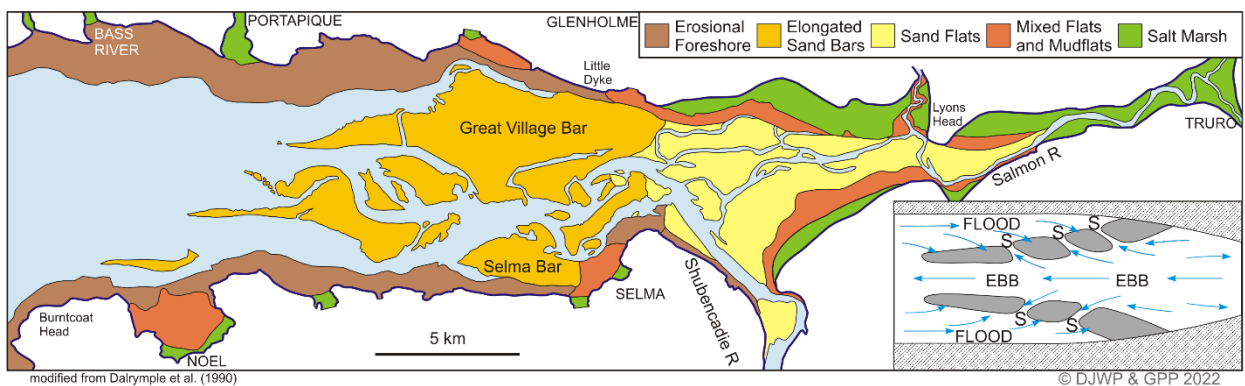 PORTAPIQUE
BASS
RIVER
GLENHOLME
Erosional
Foreshore
Elongated
Sand Bars
Sand Flats
Mixed Flats
and Mudflats
Salt Marsh
Little
Dyke
Great Village Bar
Lyons
Head
TRURO
Salmon R
Selma Bar
SELMA
Shubencadie R
Burntcoat
Head
NOEL
5 km
FLOOD
S
S
S
EBB
EBB
S
S
FLOOD
modified from Dalrymple et al. (1990)
© DJWP & GPP 2022